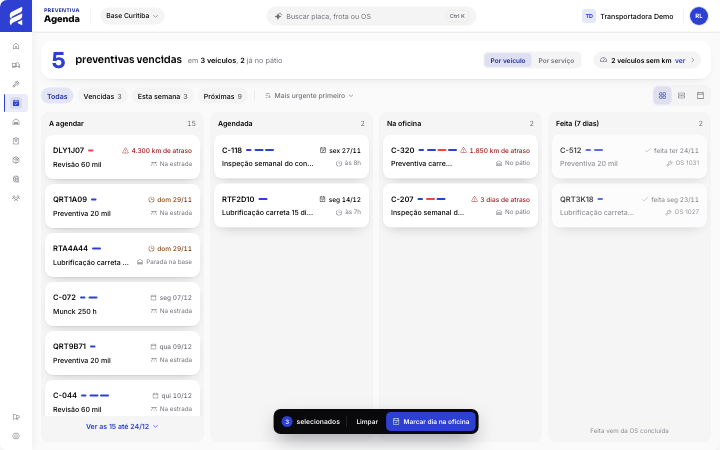 PREVENTIVA
Agenda
Base Curitiba
Buscar placa, frota ou OS
Ctrl K
TD Transportadora Demo
RL
5 preventivas vencidas em 3 veículos, 2 já no pátio
Por veículo Por serviço
2 veículos sem km ver
Todas Vencidas 3 Esta semana 3 Próximas 9 Mais urgente primeiro
A agendar 15
DLY1J07 4.300 km de atraso
Revisão 60 mil Na estrada
QRT1A09 dom 29/11
Preventiva 20 mil Na estrada
RTA4A44 dom 29/11
Lubrificação carreta ... Parada na base
C-072 seg 07/12
Munck 250 h Na estrada
QRT9B71 qua 09/12
Preventiva 20 mil Na estrada
C-044 qui 10/12
Revisão 60 mil Na estrada
Ver as 15 até 24/12
Agendada 2
C-118 sex 27/11
Inspeção semanal do con... às 8h
RTF2D10 seg 14/12
Lubrificação carreta 15 di... às 7h
Na oficina 2
C-320 1.850 km de atraso
Preventiva carre... No pátio
C-207 3 dias de atraso
Inspeção semanal d... No pátio
Feita (7 dias) 2
C-512 feita ter 24/11
Preventiva 20 mil OS 1031
QRT3K18 feita seg 23/11
Lubrificação carreta... OS 1027
Feita vem da OS concluída
3 selecionados Limpar Marcar dia na oficina